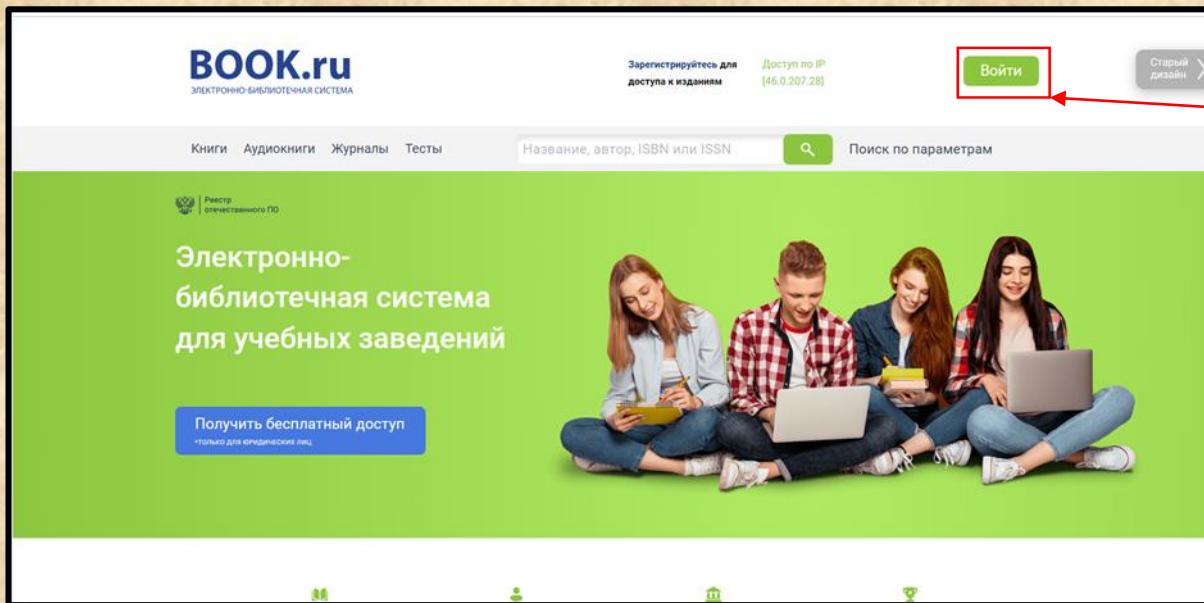 BOOK.ru
ЭЛЕКТРОННО-БИБЛИОТЕЧНАЯ СИСТЕМА
Зарегистрируйтесь для
доступа к изданиям
Доступ по IP
[46.0.207.28]
Войти
Старый
дизайн
Книги Аудиокниги Журналы Тесты
Название, автор, ISBN или ISSN
Поиск по параметрам
Реестр
отечественного ПО
Электронно-
библиотечная система
для учебных заведений
Получить бесплатный доступ
*только для юридических лиц